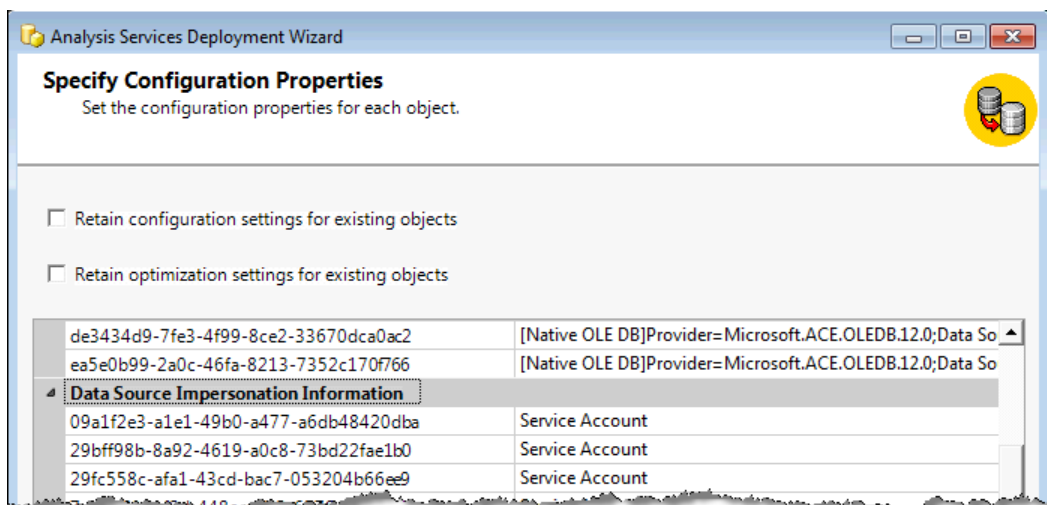 Analysis Services Deployment Wizard
Specify Configuration Properties
Set the configuration properties for each object.
Retain configuration settings for existing objects
Retain optimization settings for existing objects
de3434d9-7fe3-4f99-8ce2-33670dca0ac2 [Native OLE DB]Provider=Microsoft.ACE.OLEDB.12.0;Data So
ea5e0b99-2a0c-46fa-8213-7352c170f766 [Native OLE DB]Provider=Microsoft.ACE.OLEDB.12.0;Data So
Data Source Impersonation Information
09a1f2e3-a1e1-49b0-a477-a6db48420dba Service Account
29bff98b-8a92-4619-a0c8-73bd22fae1b0 Service Account
29fc558c-afa1-43cd-bac7-053204b66ee9 Service Account